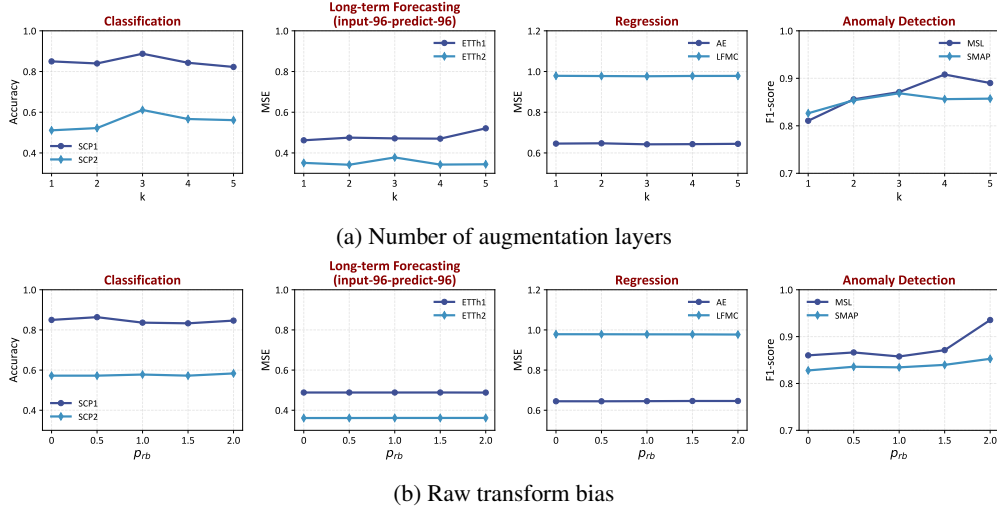 Classification
Accuracy
1.0
0.8
0.6
0.4
SCP1
SCP2
1 2 3 4 5
k
Long-term Forecasting
(input-96-predict-96)
MSE
1.0
0.8
0.6
0.4
ETTh1
ETTh2
1 2 3 4 5
k
Regression
MSE
1.2
1.0
0.8
0.6
AE
LFMC
1 2 3 4 5
k
Anomaly Detection
F1-score
1.0
0.9
0.8
0.7
MSL
SMAP
1 2 3 4 5
k
(a) Number of augmentation layers
Classification
Accuracy
1.0
0.8
0.6
0.4
SCP1
SCP2
0 0.5 1.0 1.5 2.0
p_rb
Long-term Forecasting
(input-96-predict-96)
MSE
1.0
0.8
0.6
0.4
ETTh1
ETTh2
0 0.5 1.0 1.5 2.0
p_rb
Regression
MSE
1.2
1.0
0.8
0.6
AE
LFMC
0 0.5 1.0 1.5 2.0
p_rb
Anomaly Detection
F1-score
1.0
0.9
0.8
0.7
MSL
SMAP
0 0.5 1.0 1.5 2.0
p_rb
(b) Raw transform bias